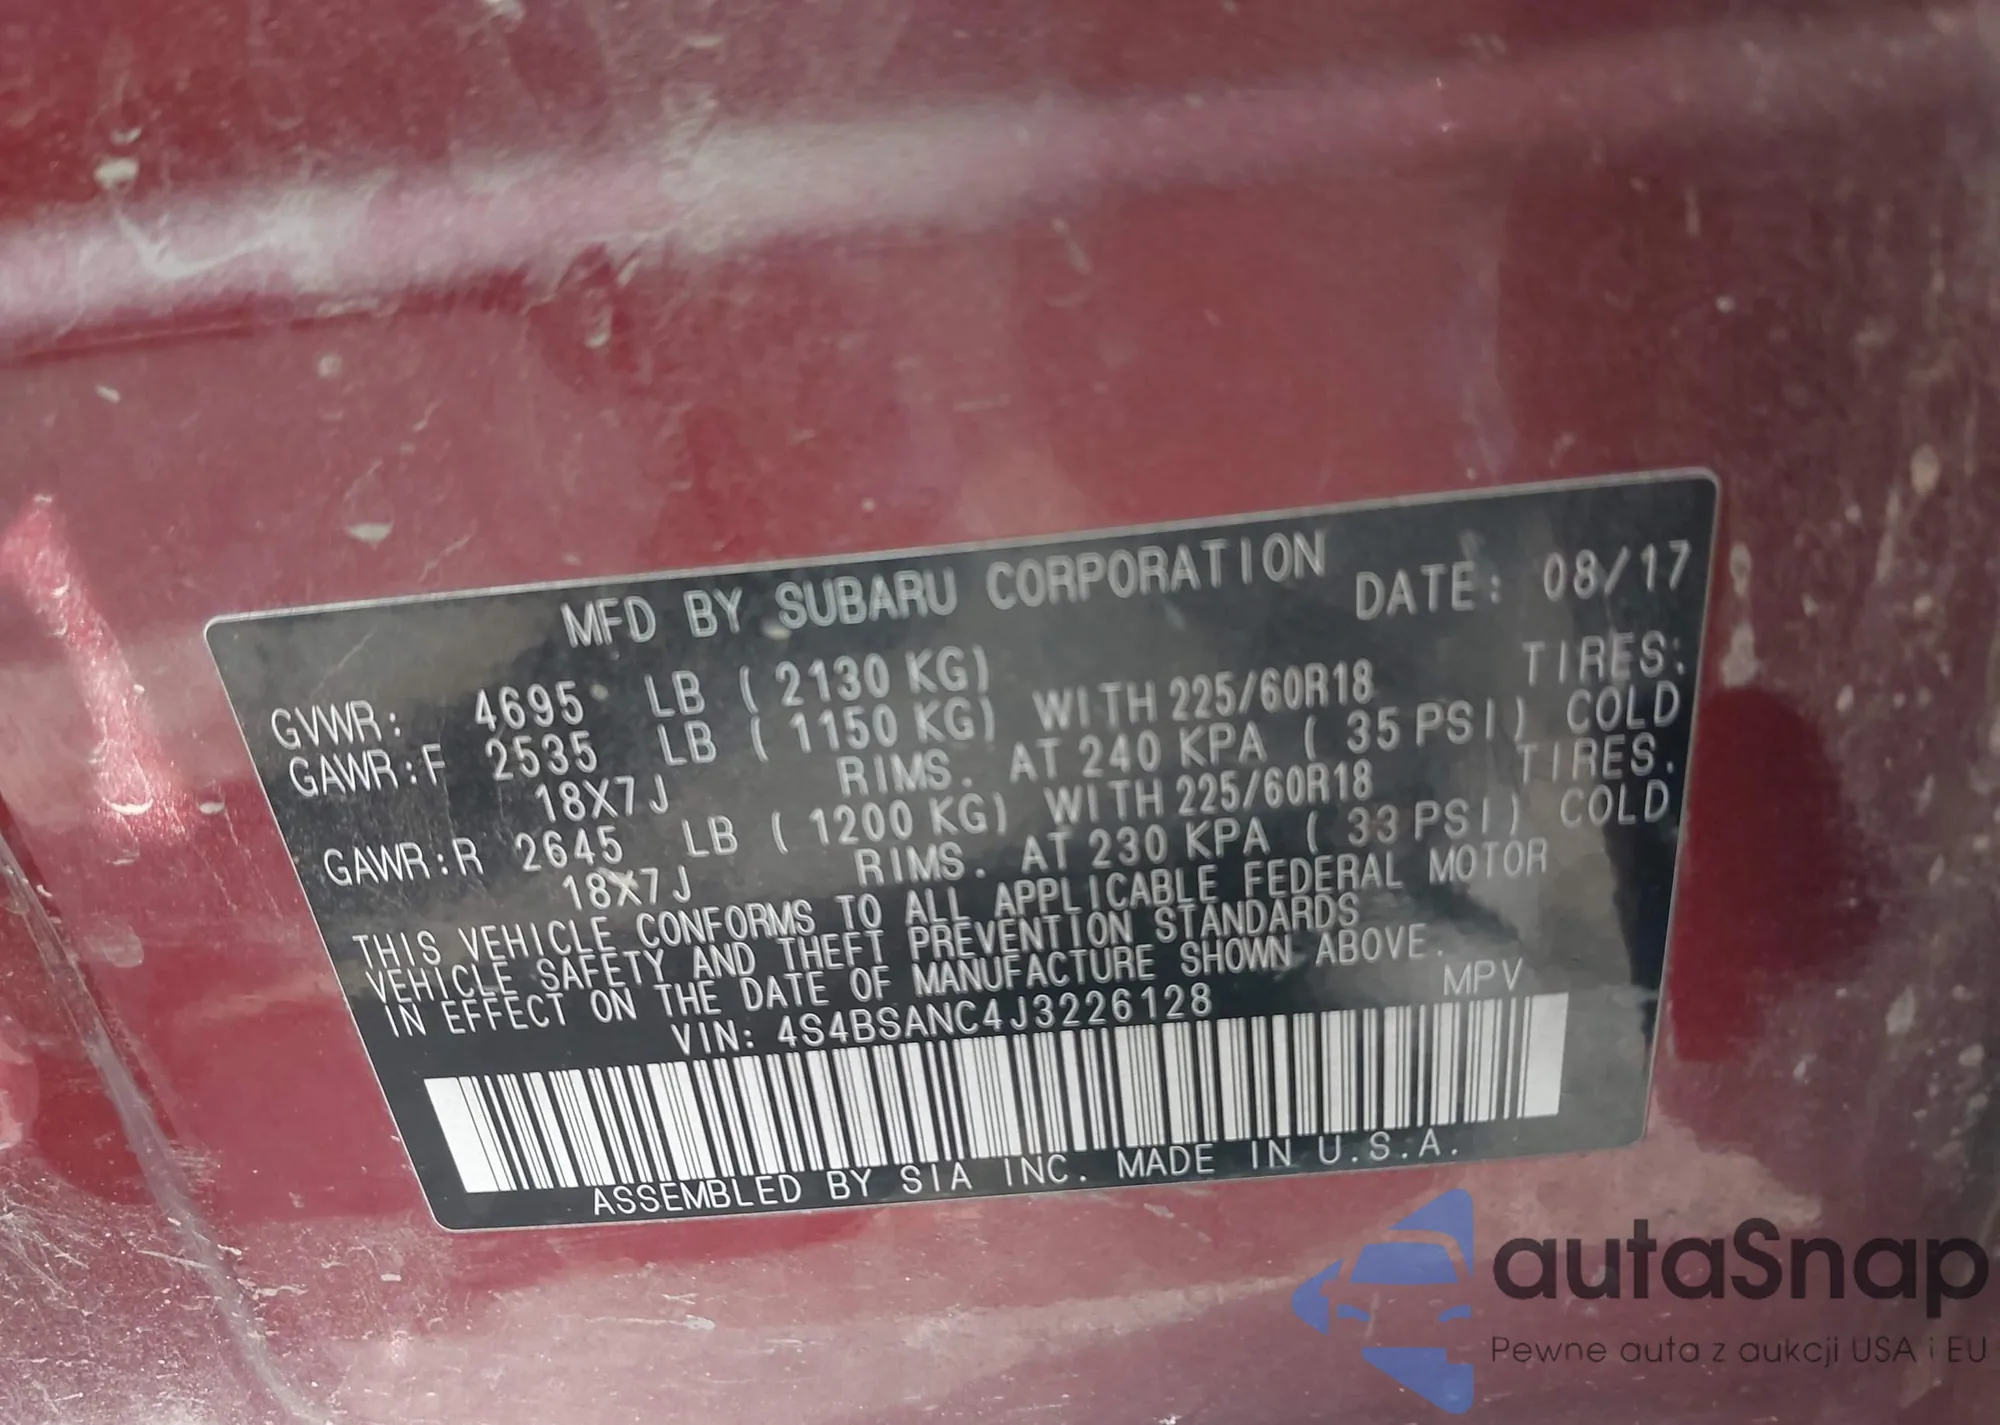 MFD BY SUBARU CORPORATION DATE: 08/17
GVWR: 4695 LB ( 2130 KG) TIRES:
GAWR:F 2535 LB ( 1150 KG) WITH 225/60R18
18X7J RIMS. AT 240 KPA ( 35 PSI) COLD TIRES.
GAWR:R 2645 LB ( 1200 KG) WITH 225/60R18
18X7J RIMS. AT 230 KPA ( 33 PSI) COLD
THIS VEHICLE CONFORMS TO ALL APPLICABLE FEDERAL MOTOR
VEHICLE SAFETY AND THEFT PREVENTION STANDARDS
IN EFFECT ON THE DATE OF MANUFACTURE SHOWN ABOVE.
VIN: 4S4BSANC4J3226128 MPV
ASSEMBLED BY SIA INC. MADE IN U.S.A.
autaSnap
Pewne auta z aukcji USA i EU